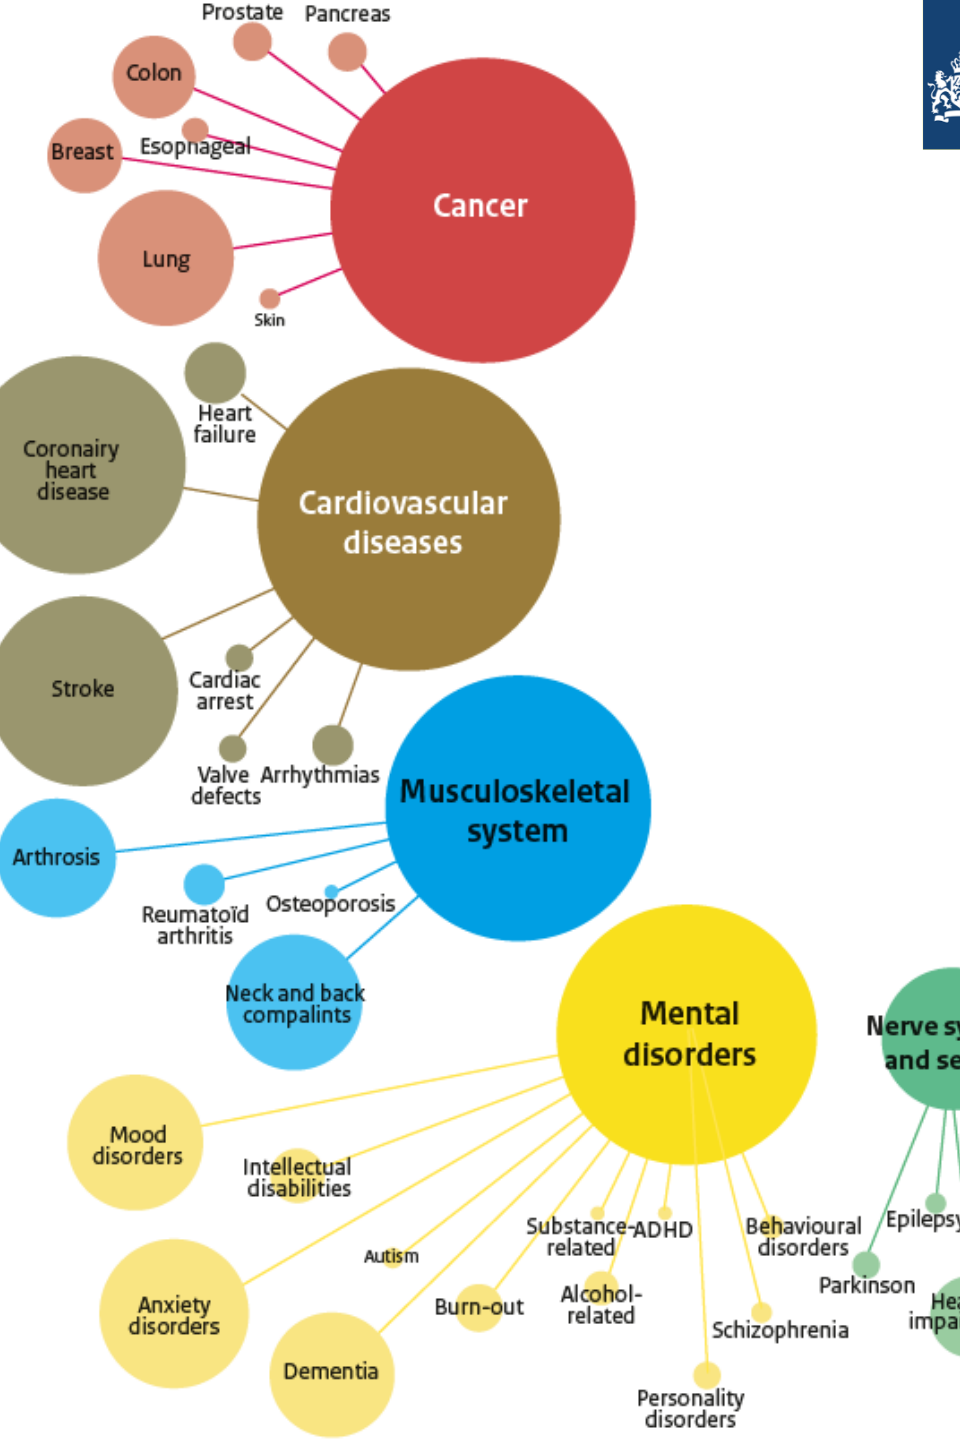 Prostate
Pancreas
Colon
Esophageal
Breast
Cancer
Lung
Skin
Heart
failure
Coronairy
heart
disease
Cardiovascular
diseases
Stroke
Cardiac
arrest
Valve
defects
Arrhythmias
Musculoskeletal
system
Arthrosis
Reumatoïd
arthritis
Osteoporosis
Neck and back
compalints
Mental
disorders
Nerve
and
Mood
disorders
Intellectual
disabilities
Autism
Substance-
related
ADHD
Behavioural
disorders
Epilepsy
Parkinson
Anxiety
disorders
Burn-out
Alcohol-
related
Schizophrenia
Dementia
Personality
disorders